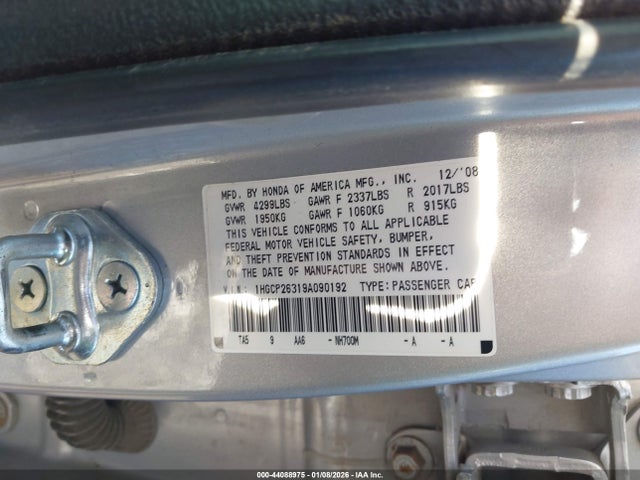 MFD. BY HONDA OF AMERICA MFG., INC. 12/'08
GVWR 4299LBS GAWR F 2337LBS R 2017LBS
GVWR 1950KG GAWR F 1060KG R 915KG
THIS VEHICLE CONFORMS TO ALL APPLICABLE
FEDERAL MOTOR VEHICLE SAFETY, BUMPER,
AND THEFT PREVENTION STANDARDS IN EFFECT
ON THE DATE OF MANUFACTURE SHOWN ABOVE.
V.I.N.: 1HGCP26319A090192 TYPE: PASSENGER CAR
TA5 9 AA6 -NH700M -A -A
000-44088975 | 01/08/2026 | IAA Inc.